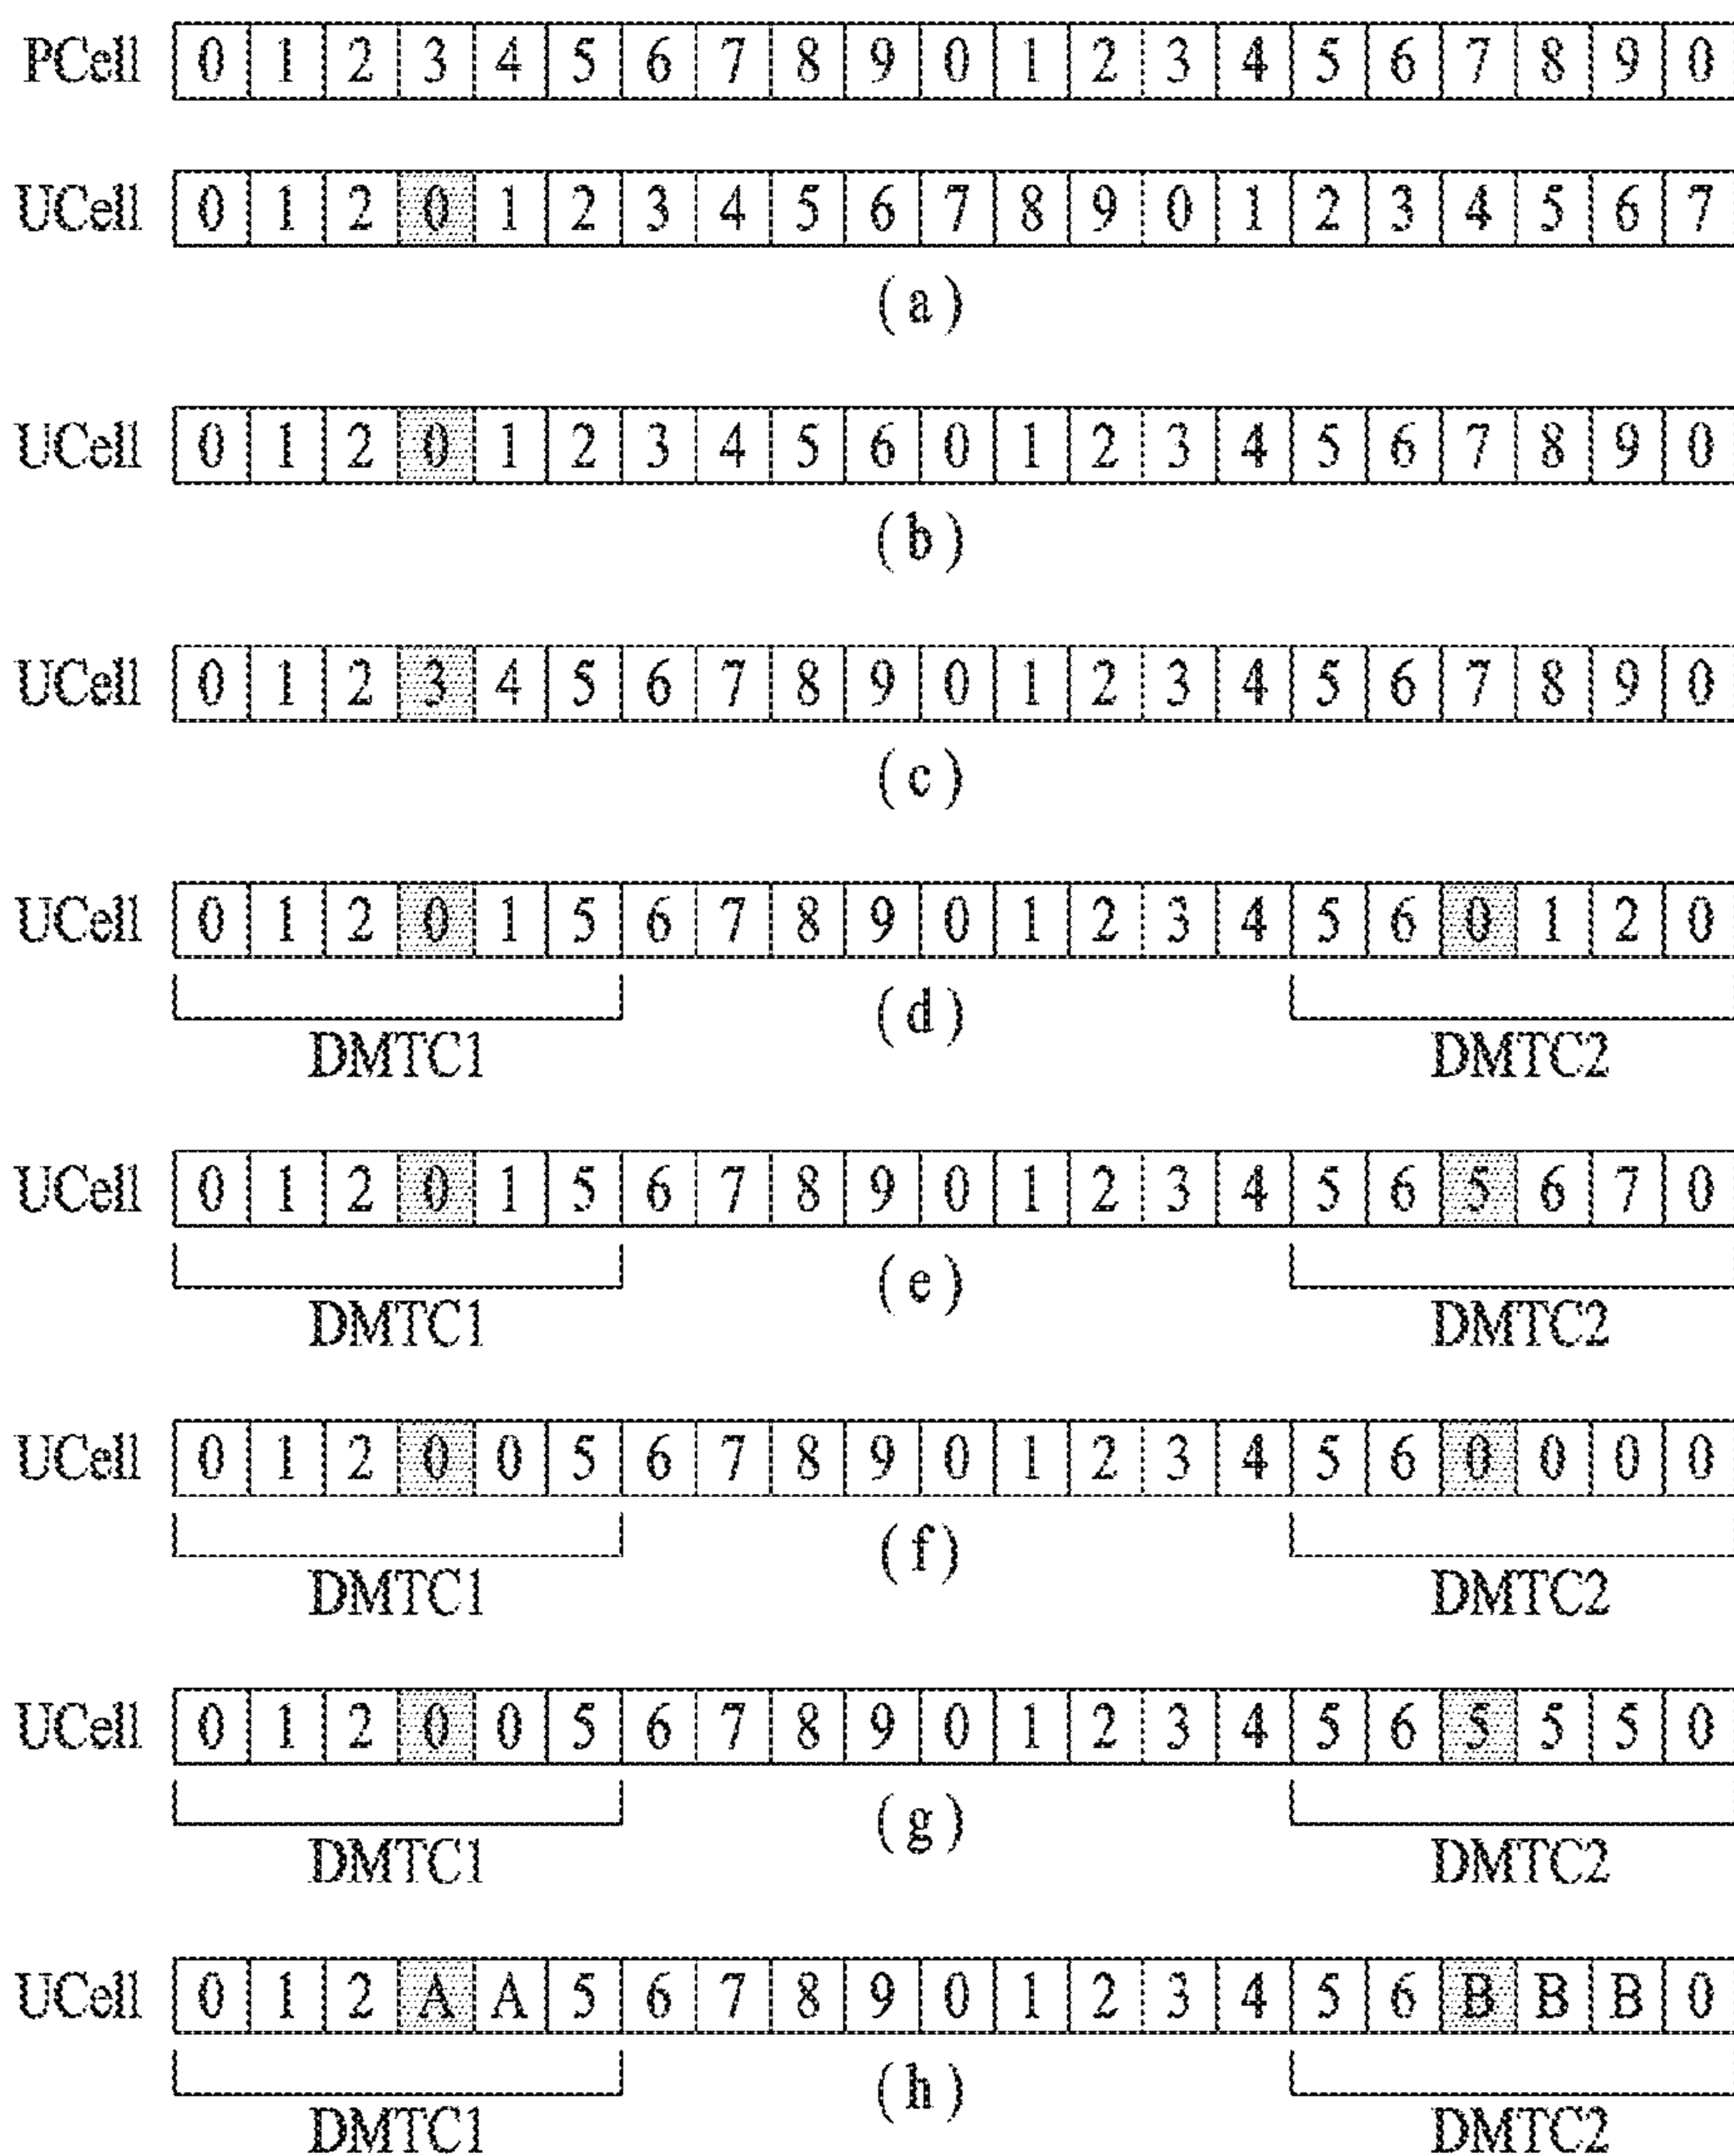 PCell 0 1 2 3 4 5 6 7 8 9 0 1 2 3 4 5 6 7 8 9 0
UCell 0 1 2 0 1 2 3 4 5 6 7 8 9 0 1 2 3 4 5 6 7
(a)
UCell 0 1 2 0 1 2 3 4 5 6 0 1 2 3 4 5 6 7 8 9 0
(b)
UCell 0 1 2 3 4 5 6 7 8 9 0 1 2 3 4 5 6 7 8 9 0
(c)
UCell 0 1 2 0 1 5 6 7 8 9 0 1 2 3 4 5 6 0 1 2 0
(d)
DMTC1 DMTC2
UCell 0 1 2 0 1 5 6 7 8 9 0 1 2 3 4 5 6 5 6 7 0
(e)
DMTC1 DMTC2
UCell 0 1 2 0 0 5 6 7 8 9 0 1 2 3 4 5 6 0 0 0 0
(f)
DMTC1 DMTC2
UCell 0 1 2 0 0 5 6 7 8 9 0 1 2 3 4 5 6 5 5 5 0
(g)
DMTC1 DMTC2
UCell 0 1 2 A A 5 6 7 8 9 0 1 2 3 4 5 6 B B B 0
(h)
DMTC1 DMTC2